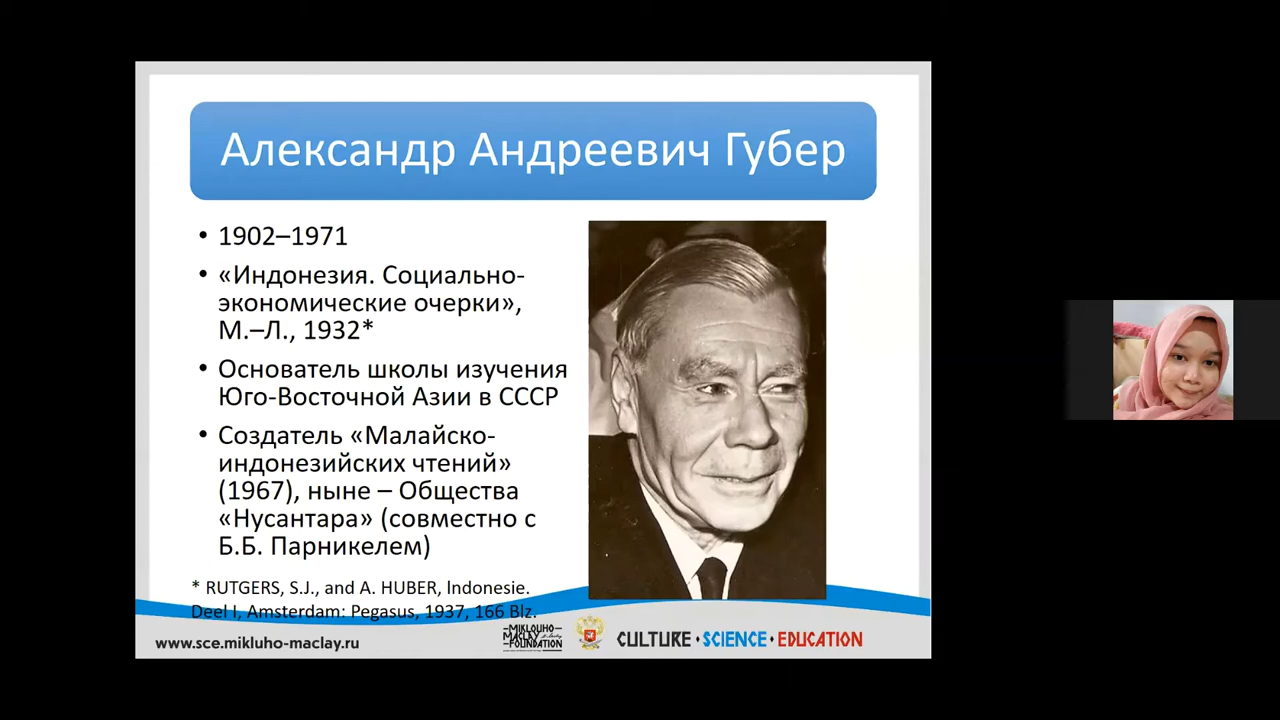 Александр Андреевич Губер
• 1902–1971
• «Индонезия. Социально-
экономические очерки»,
М.–Л., 1932*
• Основатель школы изучения
Юго-Восточной Азии в СССР
• Создатель «Малайско-
индонезийских чтений»
(1967), ныне – Общества
«Нусантара» (совместно с
Б.Б. Парникелем)
* RUTGERS, S.J., and A. HUBER, Indonesie.
Deel I, Amsterdam: Pegasus, 1937, 166 Blz.
www.sce.mikluho-maclay.ru
MIKLOUHO
MACLAY
FOUNDATION
CULTURE • SCIENCE • EDUCATION